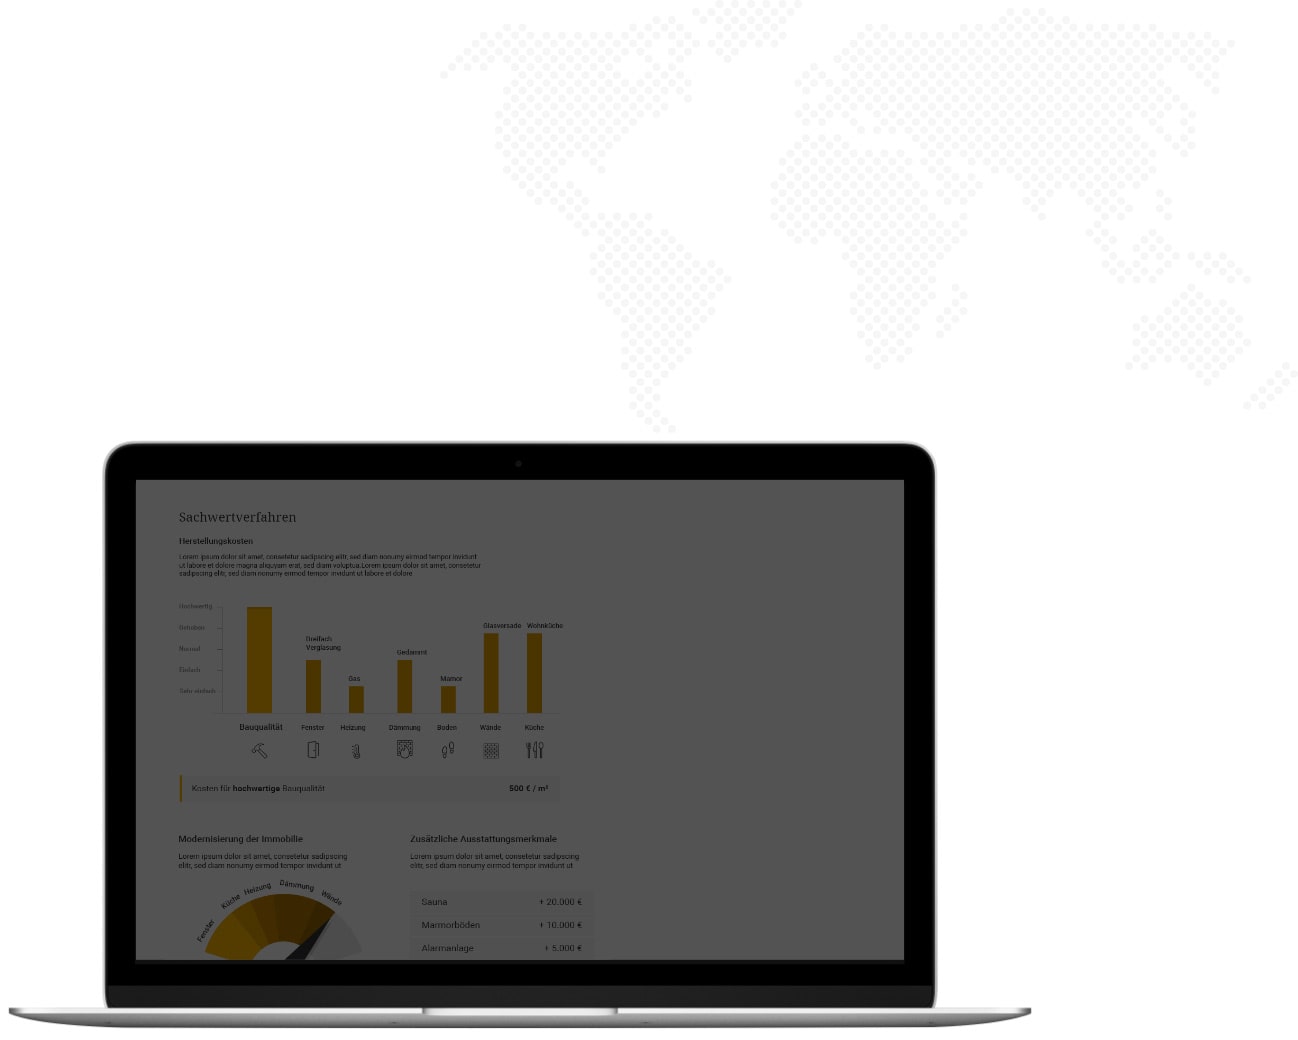 Sachwertverfahren
Herstellungskosten
Lorem ipsum dolor sit amet, consetetur sadipscing elitr, sed diam nonumy eirmod tempor invidunt
ut labore et dolore magna aliquyam erat, sed diam voluptua.Lorem ipsum dolor sit amet, consetetur
sadipscing elitr, sed diam nonumy eirmod tempor invidunt ut labore et dolore
Hochwertig
Gehoben
Normal
Einfach
Sehr einfach
Dreifach
Verglasung
Gas
Gedämmt
Mamor
Glasversade
Wohnküche
Bauqualität
Fenster
Heizung
Dämmung
Boden
Wände
Küche
Kosten für hochwertige Bauqualität
500 € / m²
Modernisierung der Immobilie
Lorem ipsum dolor sit amet, consetetur sadipscing
elitr, sed diam nonumy eirmod tempor invidunt ut
Fenster
Küche
Heizung
Dämmung
Wände
Zusätzliche Ausstattungsmerkmale
Lorem ipsum dolor sit amet, consetetur sadipscing
elitr, sed diam nonumy eirmod tempor invidunt ut
Sauna + 20.000 €
Marmorböden + 10.000 €
Alarmanlage + 5.000 €